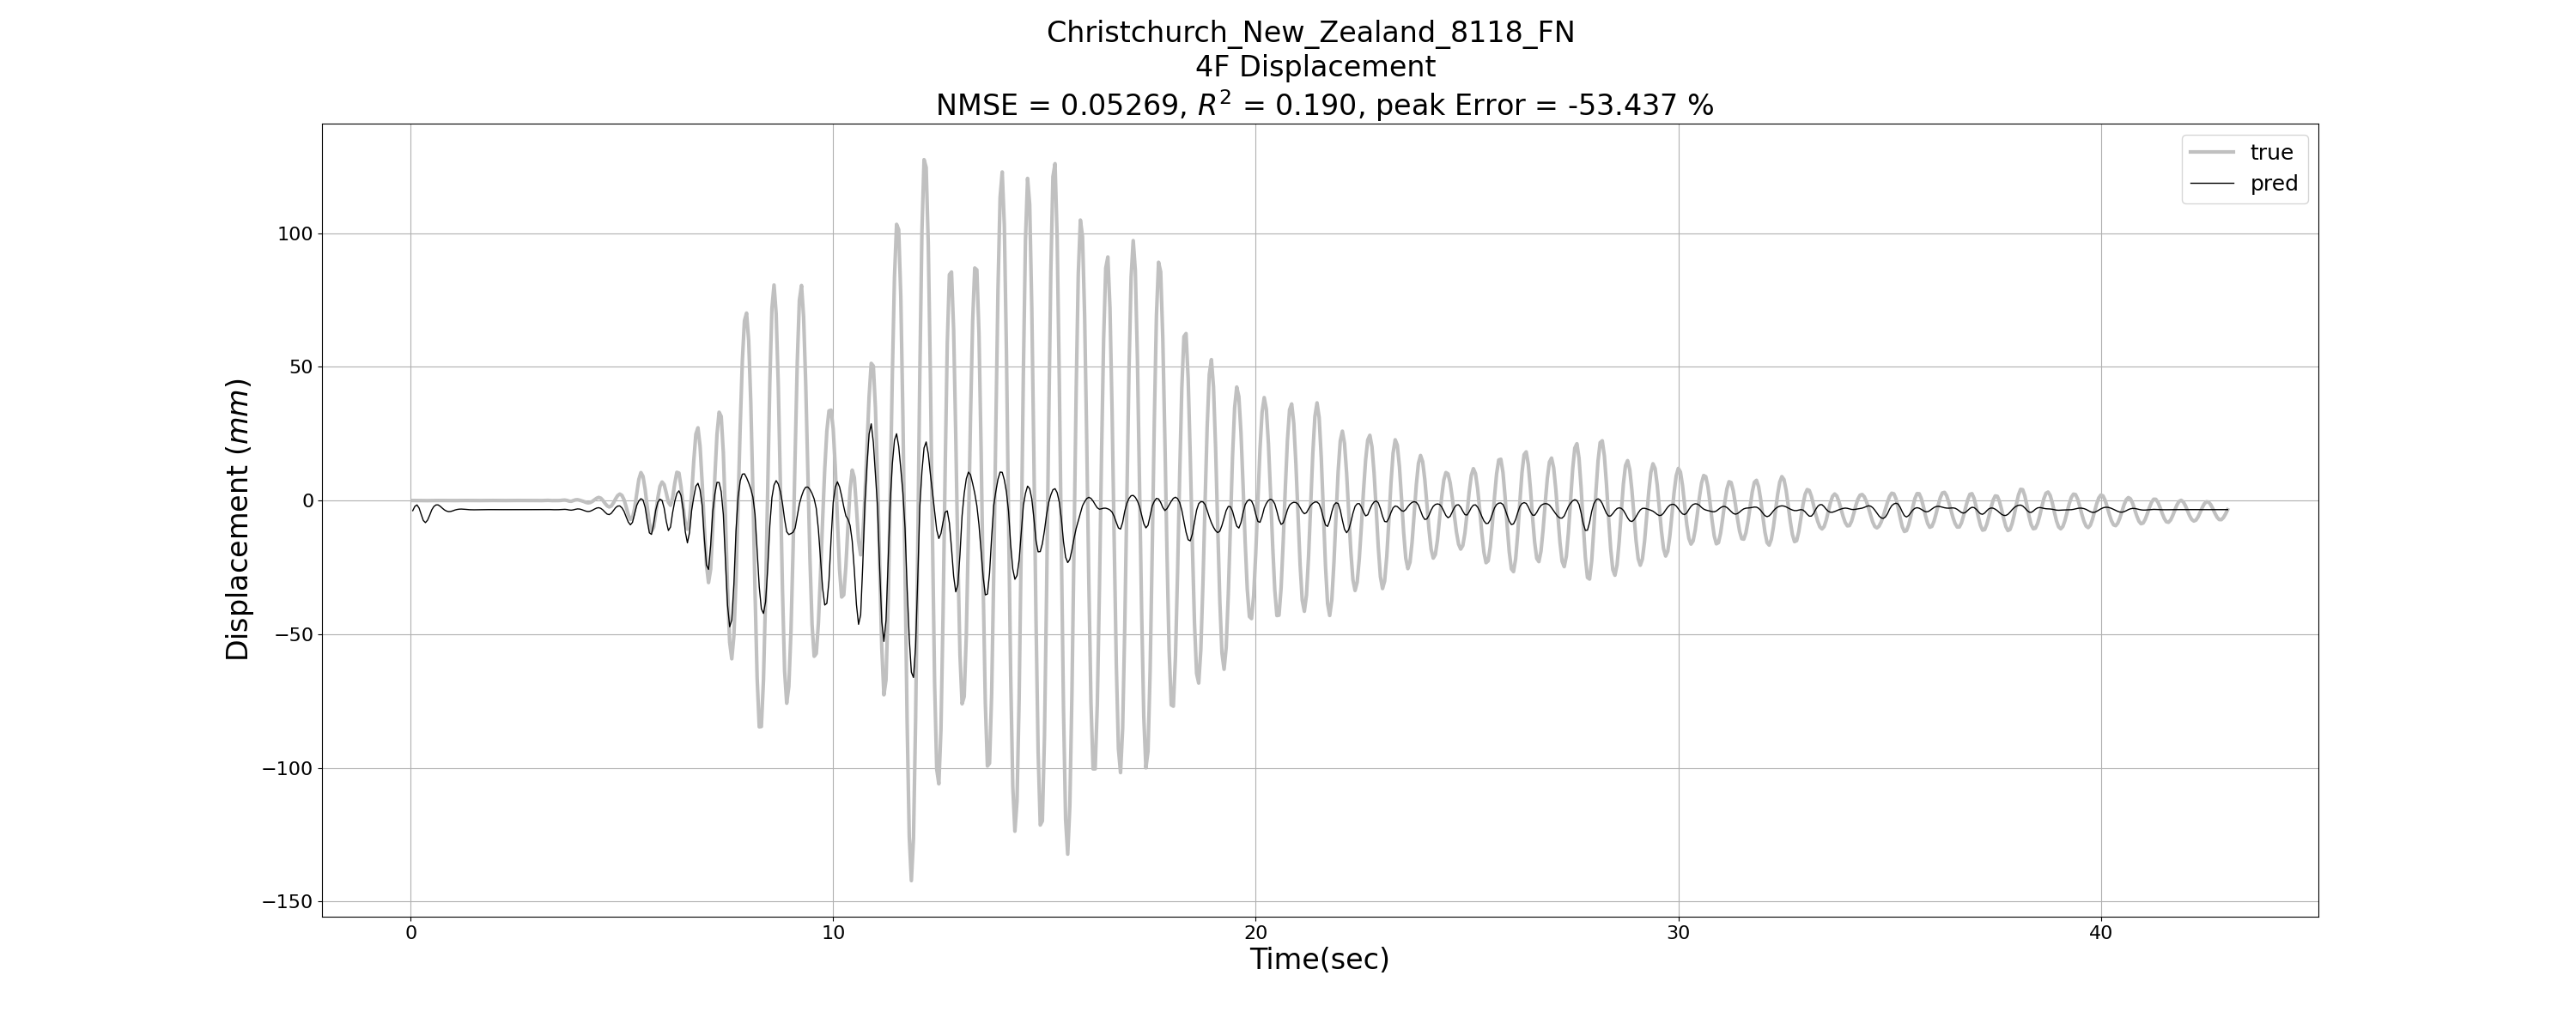 Christchurch_New_Zealand_8118_FN
4F Displacement
NMSE = 0.05269, R² = 0.190, peak Error = -53.437 %
true
pred
100
50
0
−50
−100
−150
Displacement (mm)
0 10 20 30 40
Time(sec)